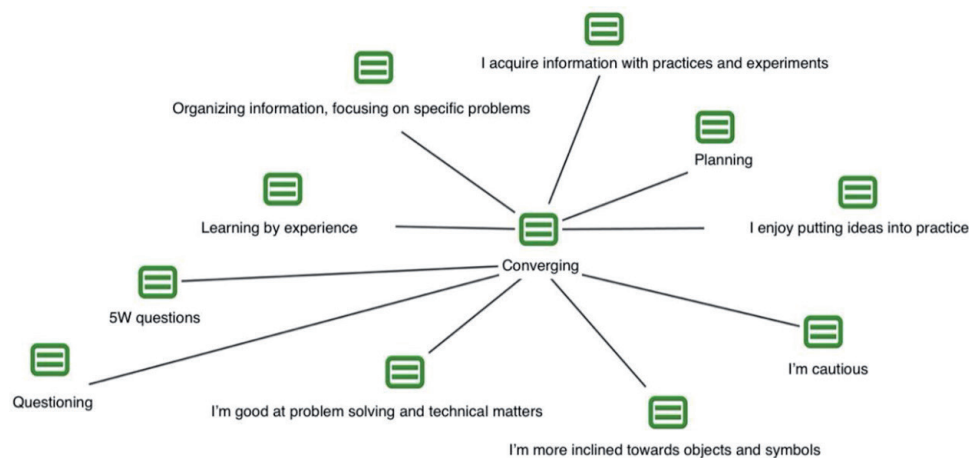 I acquire information with practices and experiments
Organizing information, focusing on specific problems
Planning
Learning by experience
I enjoy putting ideas into practice
Converging
5W questions
I'm cautious
Questioning
I'm good at problem solving and technical matters
I'm more inclined towards objects and symbols